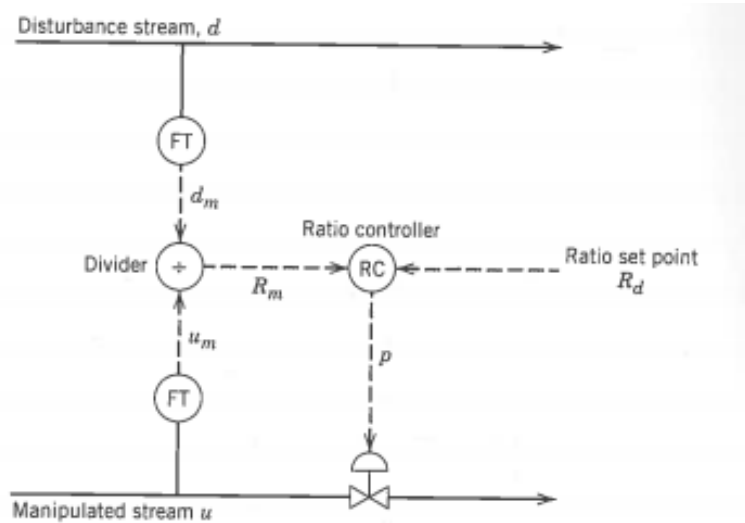 Disturbance stream, d
FT
d_m
Ratio controller
Divider ÷
R_m
RC
Ratio set point
R_d
u_m
p
FT
Manipulated stream u